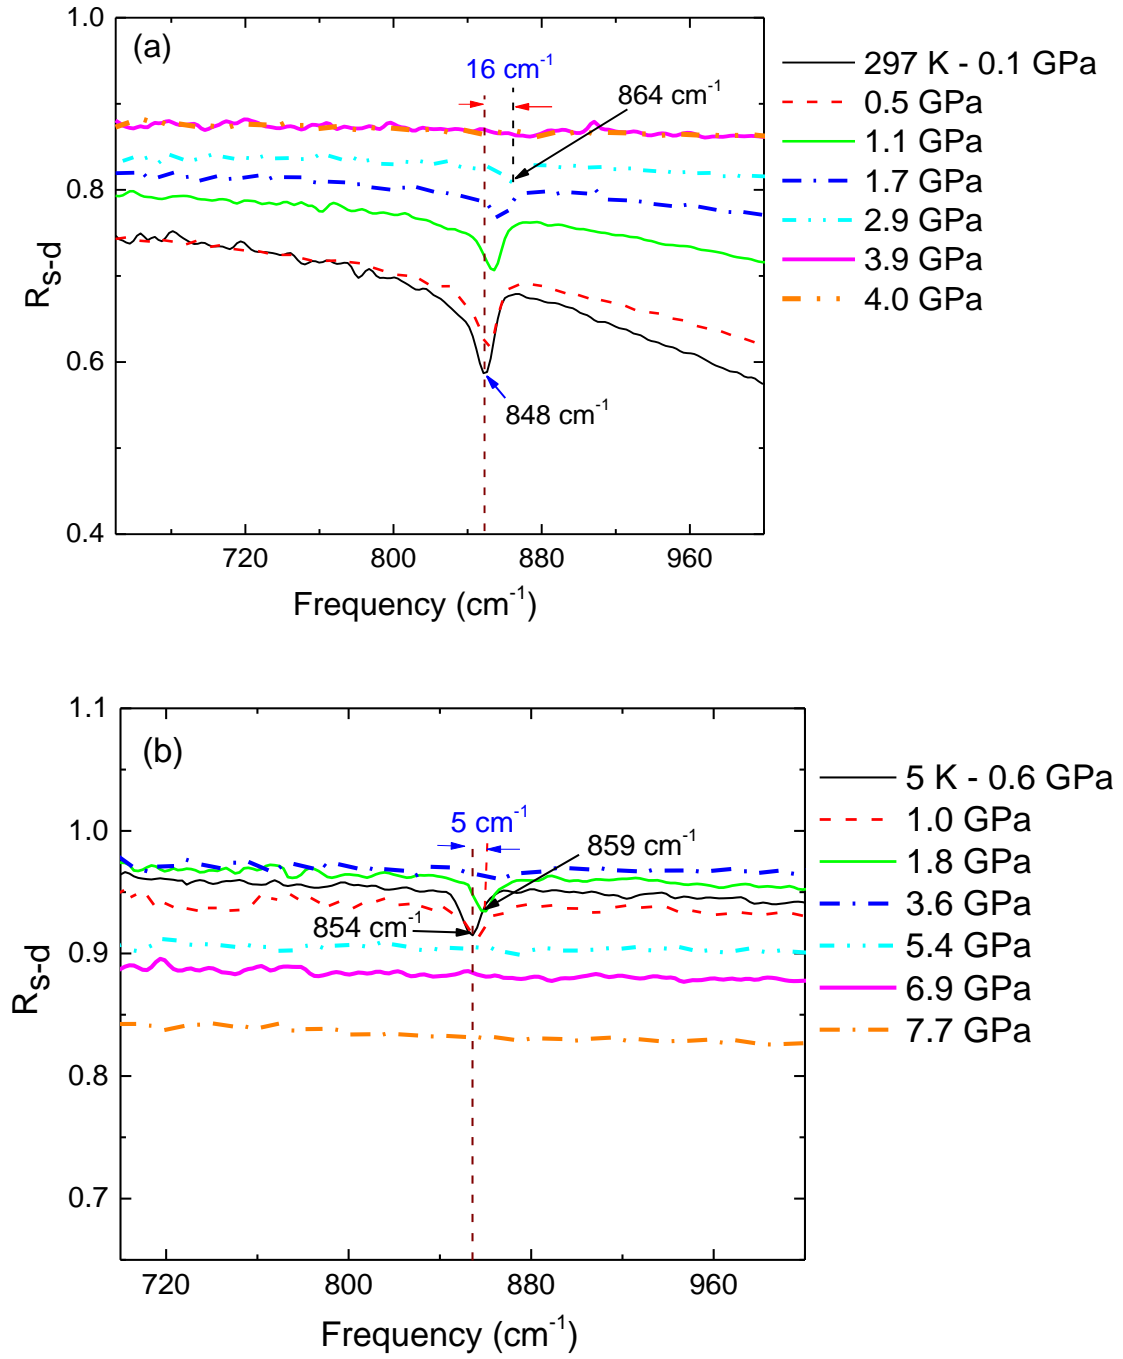 (a)
1.0
0.8
0.6
0.4
R_{S-d}
16 cm^{-1}
864 cm^{-1}
848 cm^{-1}
720
800
880
960
Frequency (cm^{-1})
297 K - 0.1 GPa
0.5 GPa
1.1 GPa
1.7 GPa
2.9 GPa
3.9 GPa
4.0 GPa
(b)
1.1
1.0
0.9
0.8
0.7
R_{S-d}
5 cm^{-1}
859 cm^{-1}
854 cm^{-1}
720
800
880
960
Frequency (cm^{-1})
5 K - 0.6 GPa
1.0 GPa
1.8 GPa
3.6 GPa
5.4 GPa
6.9 GPa
7.7 GPa